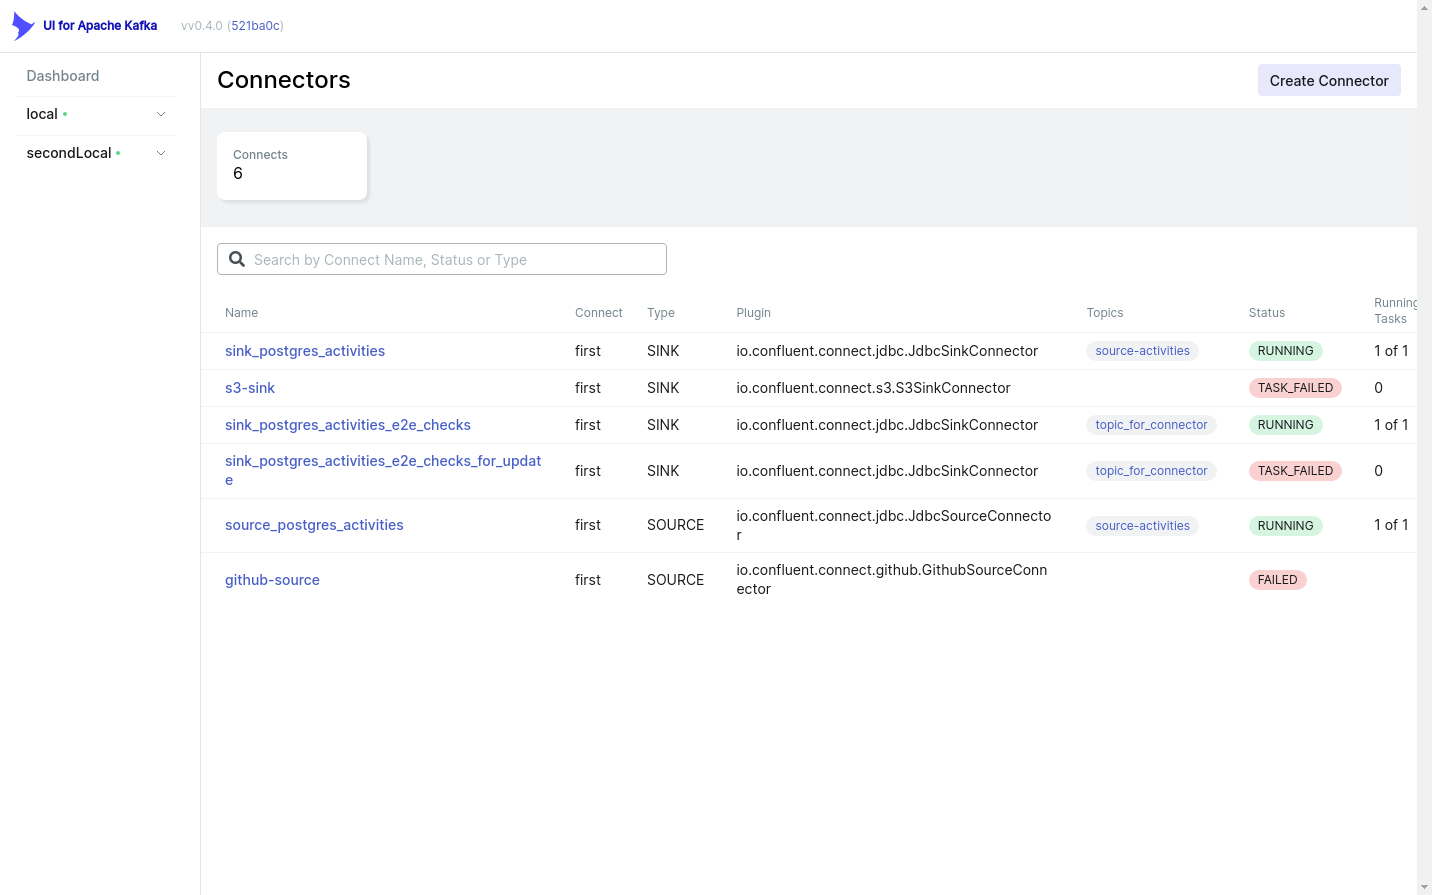 UI for Apache Kafka
vv0.4.0 (521ba0c)
Dashboard
local
secondLocal
Connectors
Create Connector
Connects
6
Search by Connect Name, Status or Type
Name Connect Type Plugin Topics Status Running
Tasks
sink_postgres_activities first SINK io.confluent.connect.jdbc.JdbcSinkConnector source-activities RUNNING 1 of 1
s3-sink first SINK io.confluent.connect.s3.S3SinkConnector TASK_FAILED 0
sink_postgres_activities_e2e_checks first SINK io.confluent.connect.jdbc.JdbcSinkConnector topic_for_connector RUNNING 1 of 1
sink_postgres_activities_e2e_checks_for_updat
e
first SINK io.confluent.connect.jdbc.JdbcSinkConnector topic_for_connector TASK_FAILED 0
source_postgres_activities first SOURCE io.confluent.connect.jdbc.JdbcSourceConnecto
r
source-activities RUNNING 1 of 1
github-source first SOURCE io.confluent.connect.github.GithubSourceConn
ector
FAILED